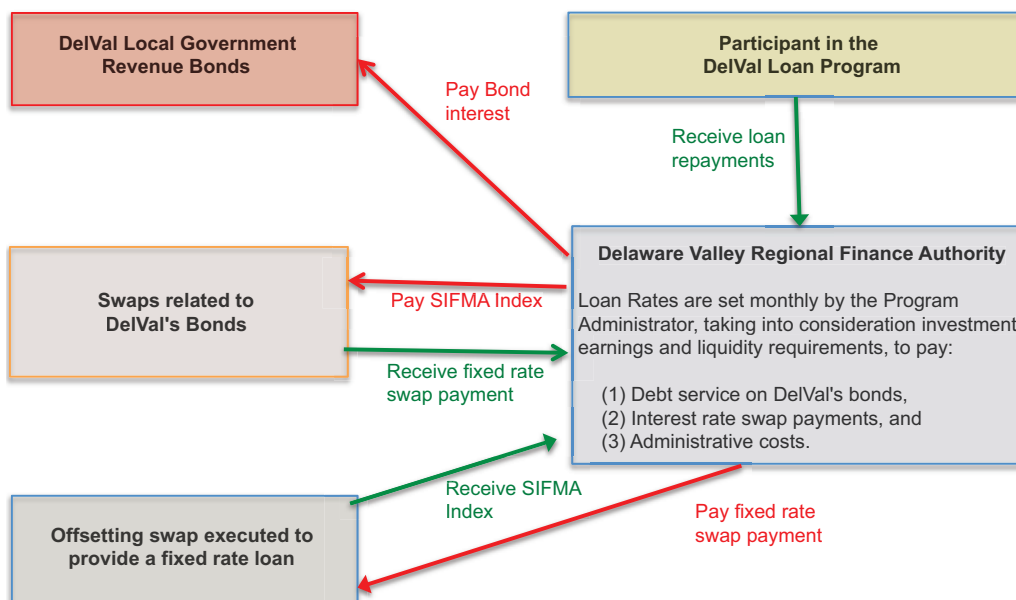 DelVal Local Government
Revenue Bonds
Participant in the
DelVal Loan Program
Pay Bond
interest
Receive loan
repayments
Delaware Valley Regional Finance Authority
Loan Rates are set monthly by the Program
Administrator, taking into consideration investment
earnings and liquidity requirements, to pay:
(1) Debt service on DelVal's bonds,
(2) Interest rate swap payments, and
(3) Administrative costs.
Swaps related to
DelVal's Bonds
Pay SIFMA Index
Receive fixed rate
swap payment
Receive SIFMA
Index
Pay fixed rate
swap payment
Offsetting swap executed to
provide a fixed rate loan